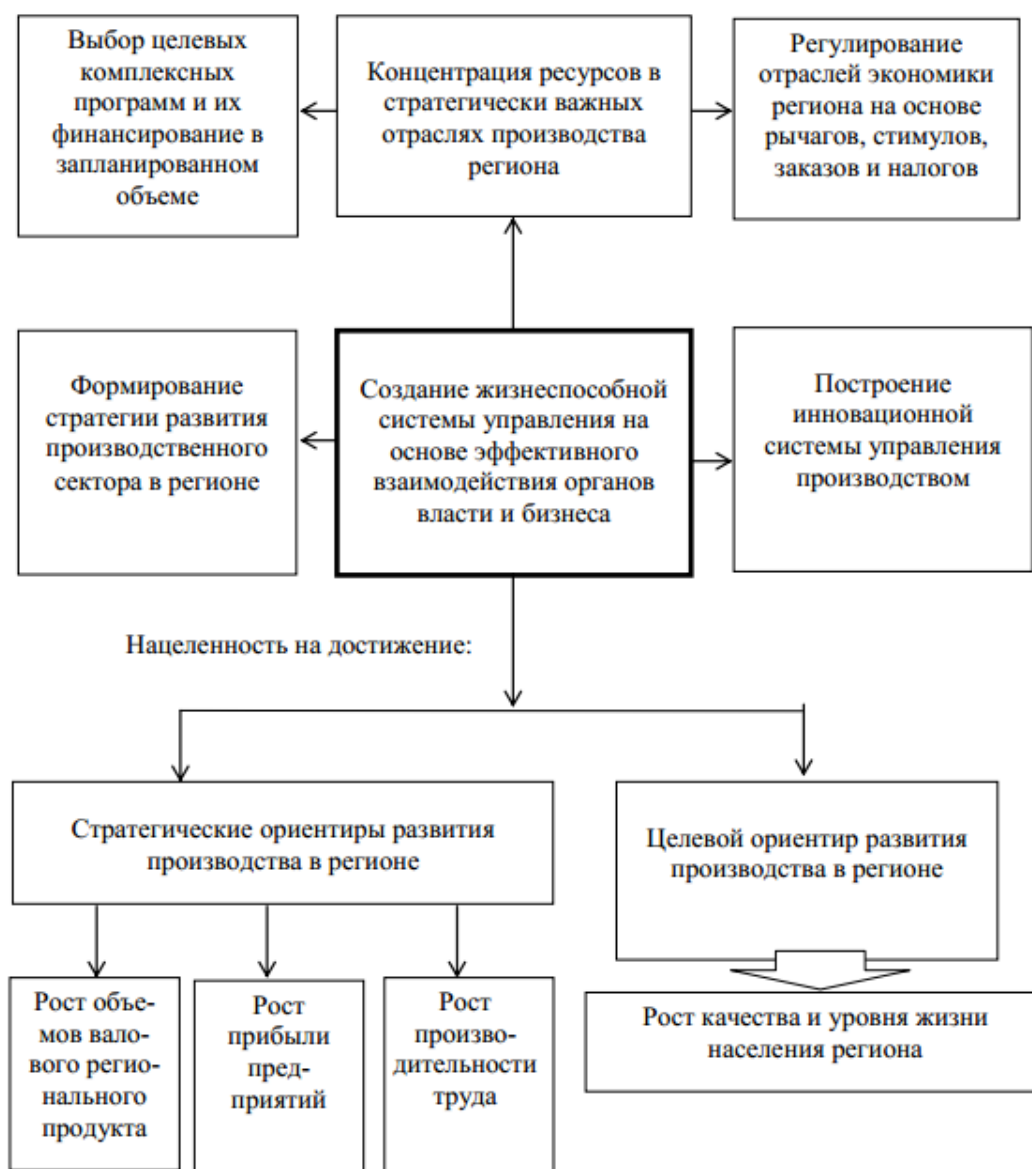 Выбор целевых
комплексных
программ и их
финансирование в
запланированном
объеме
Концентрация ресурсов в
стратегически важных
отраслях производства
региона
Регулирование
отраслей экономики
региона на основе
рычагов, стимулов,
заказов и налогов
Формирование
стратегии развития
производственного
сектора в регионе
Создание жизнеспособной
системы управления на
основе эффективного
взаимодействия органов
власти и бизнеса
Построение
инновационной
системы управления
производством
Нацеленность на достижение:
Стратегические ориентиры развития
производства в регионе
Целевой ориентир развития
производства в регионе
Рост объе-
мов вало-
вого регио-
нального
продукта
Рост
прибыли
пред-
приятий
Рост
произво-
дительности
труда
Рост качества и уровня жизни
населения региона